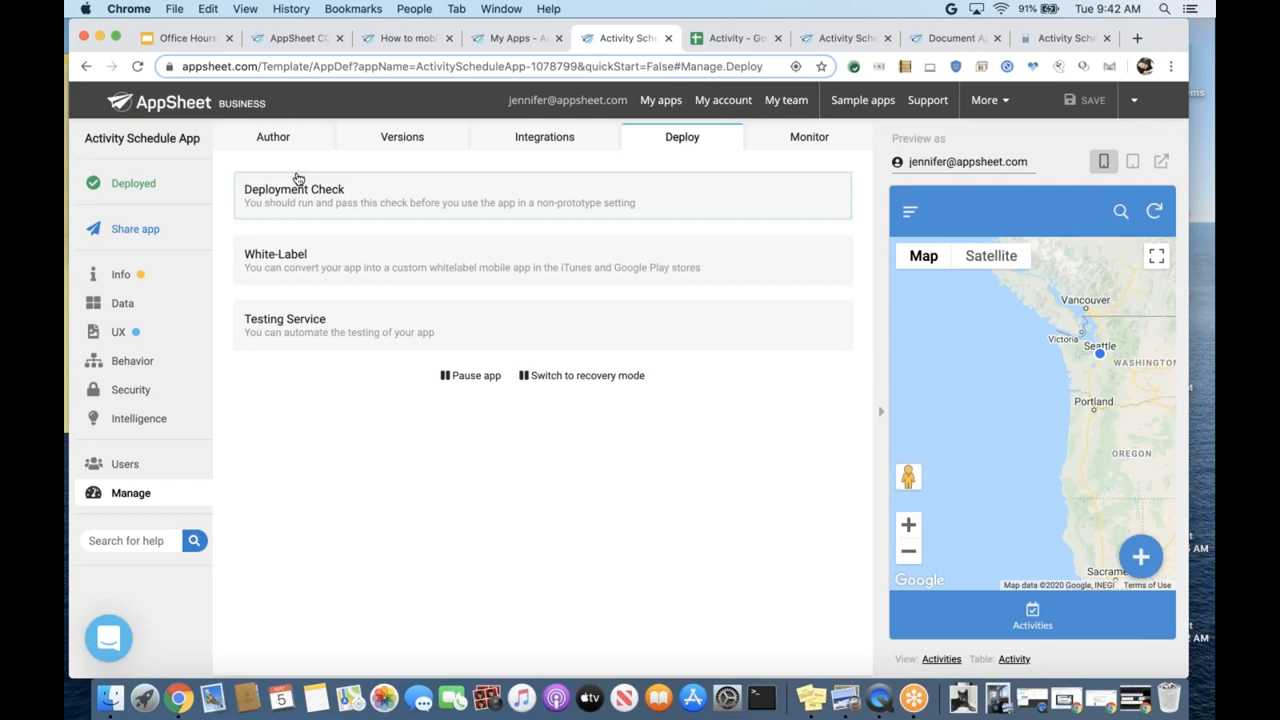 Chrome File Edit View History Bookmarks People Tab Window Help
91%
Tue 9:42 AM
Office Hours
AppSheet CC
How to mobi
My Apps - A
Activity Sche
Activity - Go
Activity Sche
Document Ap
Activity Sche
appsheet.com/Template/AppDef?appName=ActivityScheduleApp-1078799&quickStart=False#Manage.Deploy
AppSheet BUSINESS
jennifer@appsheet.com My apps My account My team Sample apps Support More SAVE
Activity Schedule App
Author Versions Integrations Deploy Monitor
Preview as
jennifer@appsheet.com
Deployed
Share app
Info
Data
UX
Behavior
Security
Intelligence
Users
Manage
Search for help
Deployment Check
You should run and pass this check before you use the app in a non-prototype setting
White-Label
You can convert your app into a custom whitelabel mobile app in the iTunes and Google Play stores
Testing Service
You can automate the testing of your app
Pause app Switch to recovery mode
Map Satellite
Vancouver
Victoria
Seattle
WASHINGTON
Portland
OREGON
Sacrame
Google
Map data ©2020 Google, INEGI Terms of Use
Activities
View: Activities Table: Activity